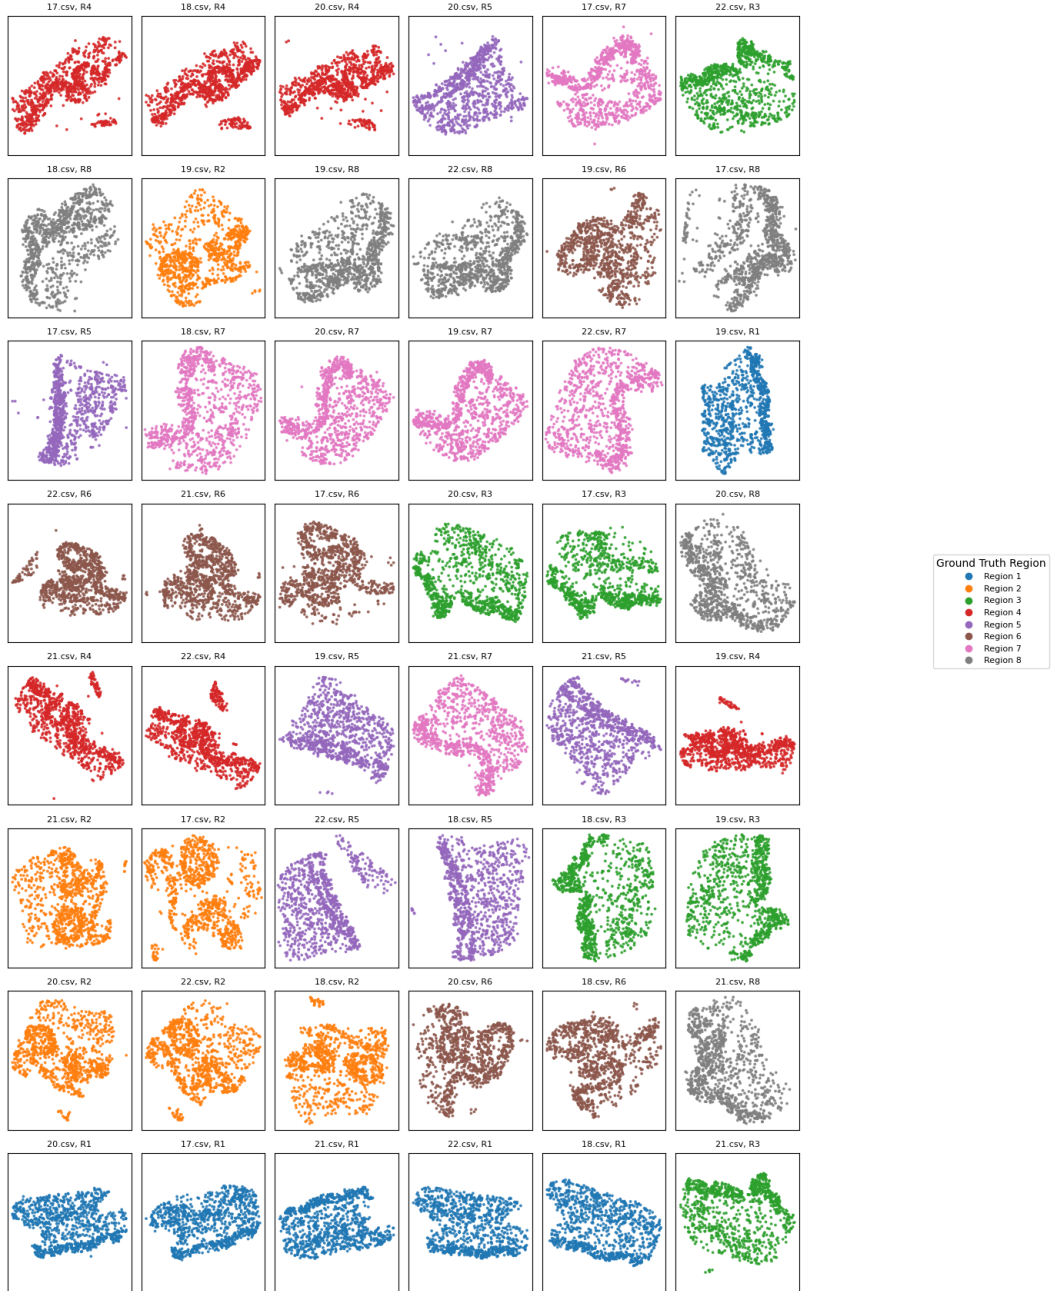 17.csv, R4 18.csv, R4 20.csv, R4 20.csv, R5 17.csv, R7 22.csv, R3
18.csv, R8 19.csv, R2 19.csv, R8 22.csv, R8 19.csv, R6 17.csv, R8
17.csv, R5 18.csv, R7 20.csv, R7 19.csv, R7 22.csv, R7 19.csv, R1
22.csv, R6 21.csv, R6 17.csv, R6 20.csv, R3 17.csv, R3 20.csv, R8
Ground Truth Region
Region 1
Region 2
Region 3
Region 4
Region 5
Region 6
Region 7
Region 8
21.csv, R4 22.csv, R4 19.csv, R5 21.csv, R7 21.csv, R5 19.csv, R4
21.csv, R2 17.csv, R2 22.csv, R5 18.csv, R5 18.csv, R3 19.csv, R3
20.csv, R2 22.csv, R2 18.csv, R2 20.csv, R6 18.csv, R6 21.csv, R8
20.csv, R1 17.csv, R1 21.csv, R1 22.csv, R1 18.csv, R1 21.csv, R3